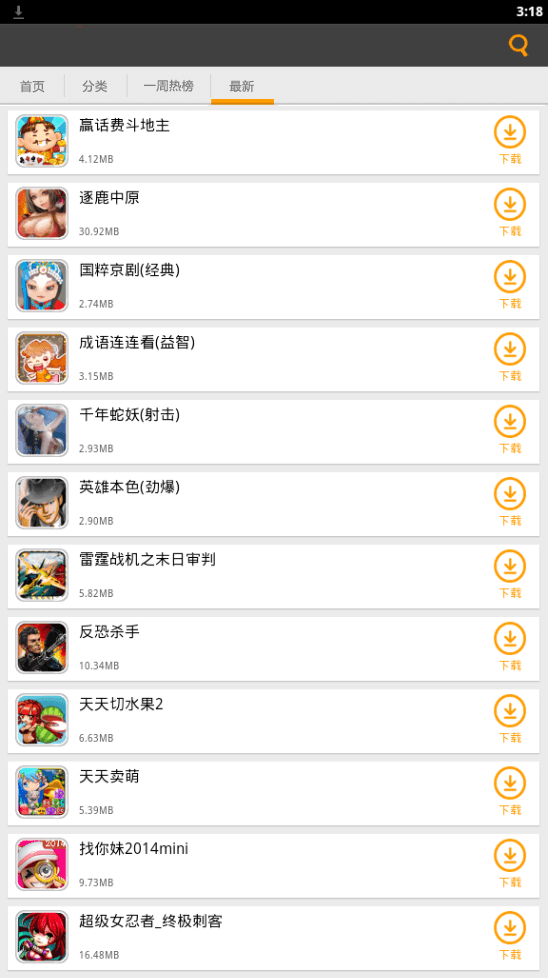 3:18
首页 分类 一周热榜 最新
赢话费斗地主
4.12MB
下载
逐鹿中原
30.92MB
下载
国粹京剧(经典)
2.74MB
下载
成语连连看(益智)
3.15MB
下载
千年蛇妖(射击)
2.93MB
下载
英雄本色(劲爆)
2.90MB
下载
雷霆战机之末日审判
5.82MB
下载
反恐杀手
10.34MB
下载
天天切水果2
6.63MB
下载
天天卖萌
5.39MB
下载
2014
找你妹2014mini
9.73MB
下载
超级女忍者_终极刺客
16.48MB
下载